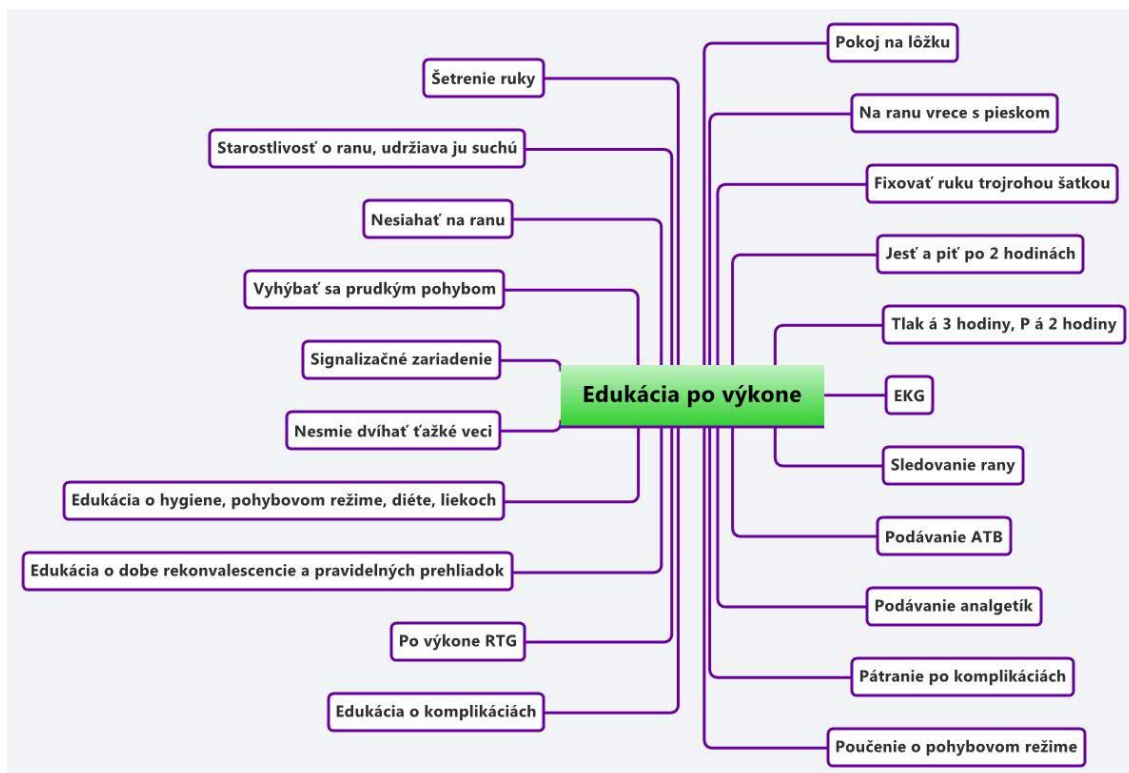 Edukácia po výkone
Pokoj na lôžku
Na ranu vrece s pieskom
Fixovať ruku trojrohou šatkou
Jesť a piť po 2 hodinách
Tlak á 3 hodiny, P á 2 hodiny
EKG
Sledovanie rany
Podávanie ATB
Podávanie analgetík
Pátranie po komplikáciách
Poučenie o pohybovom režime
Šetrenie ruky
Starostlivosť o ranu, udržiava ju suchú
Nesiahať na ranu
Vyhýbať sa prudkým pohybom
Signalizačné zariadenie
Nesmie dvíhať ťažké veci
Edukácia o hygiene, pohybovom režime, diéte, liekoch
Edukácia o dobe rekonvalescencie a pravidelných prehliadok
Po výkone RTG
Edukácia o komplikáciách